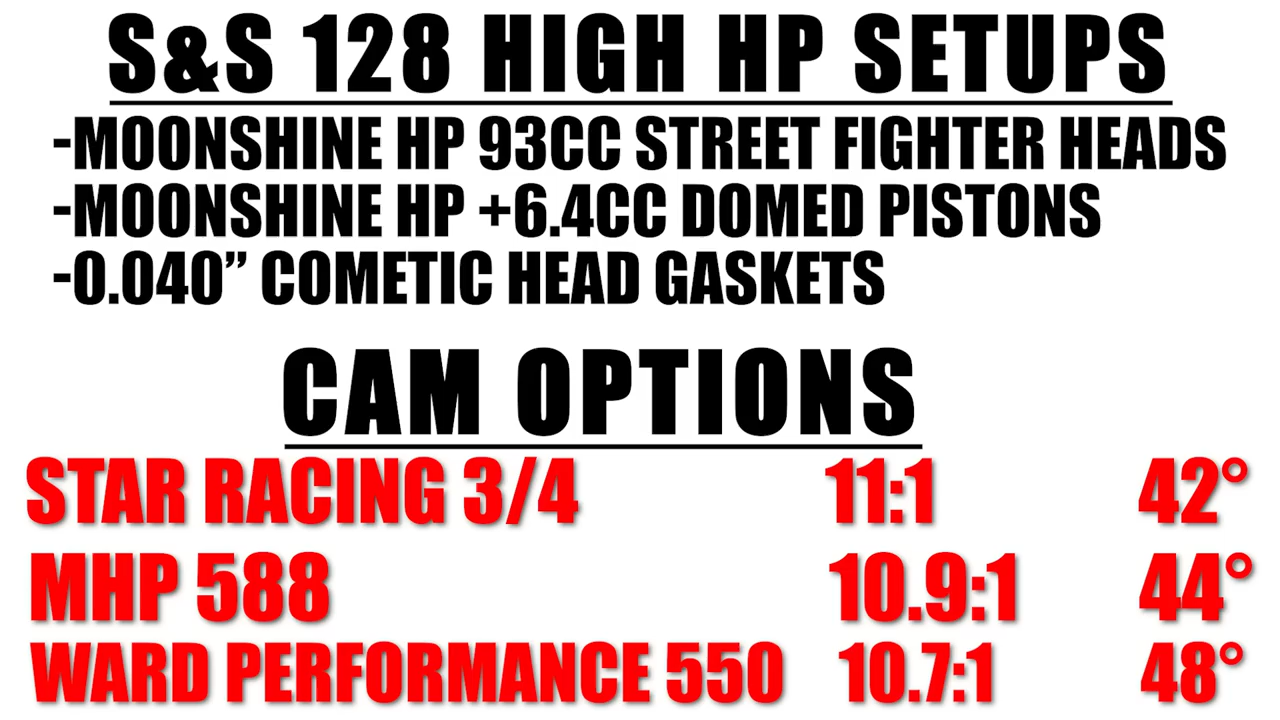 S&S 128 HIGH HP SETUPS
-MOONSHINE HP 93CC STREET FIGHTER HEADS
-MOONSHINE HP +6.4CC DOMED PISTONS
-0.040” COMETIC HEAD GASKETS
CAM OPTIONS
STAR RACING 3/4 11:1 42°
MHP 588 10.9:1 44°
WARD PERFORMANCE 550 10.7:1 48°